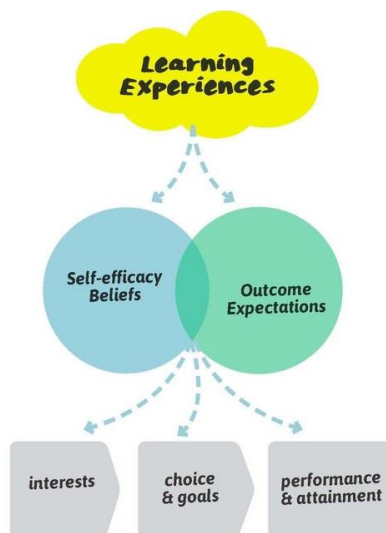 Learning
Experiences
Self-efficacy
Beliefs
Outcome
Expectations
interests
choice
& goals
performance
& attainment